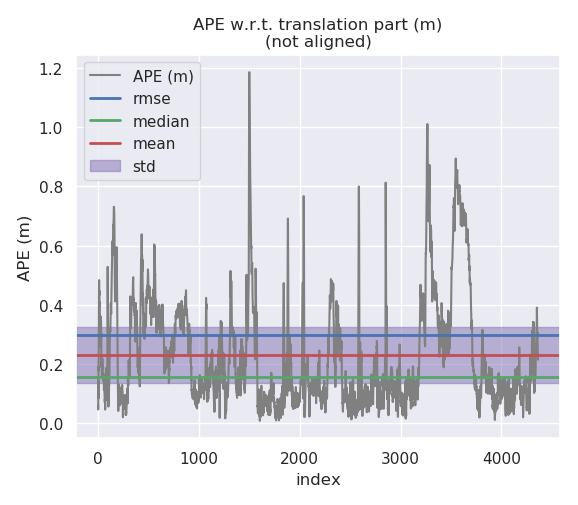 APE w.r.t. translation part (m)
(not aligned)
APE (m)
rmse
median
mean
std
APE (m)
1.2
1.0
0.8
0.6
0.4
0.2
0.0
0
1000
2000
3000
4000
index